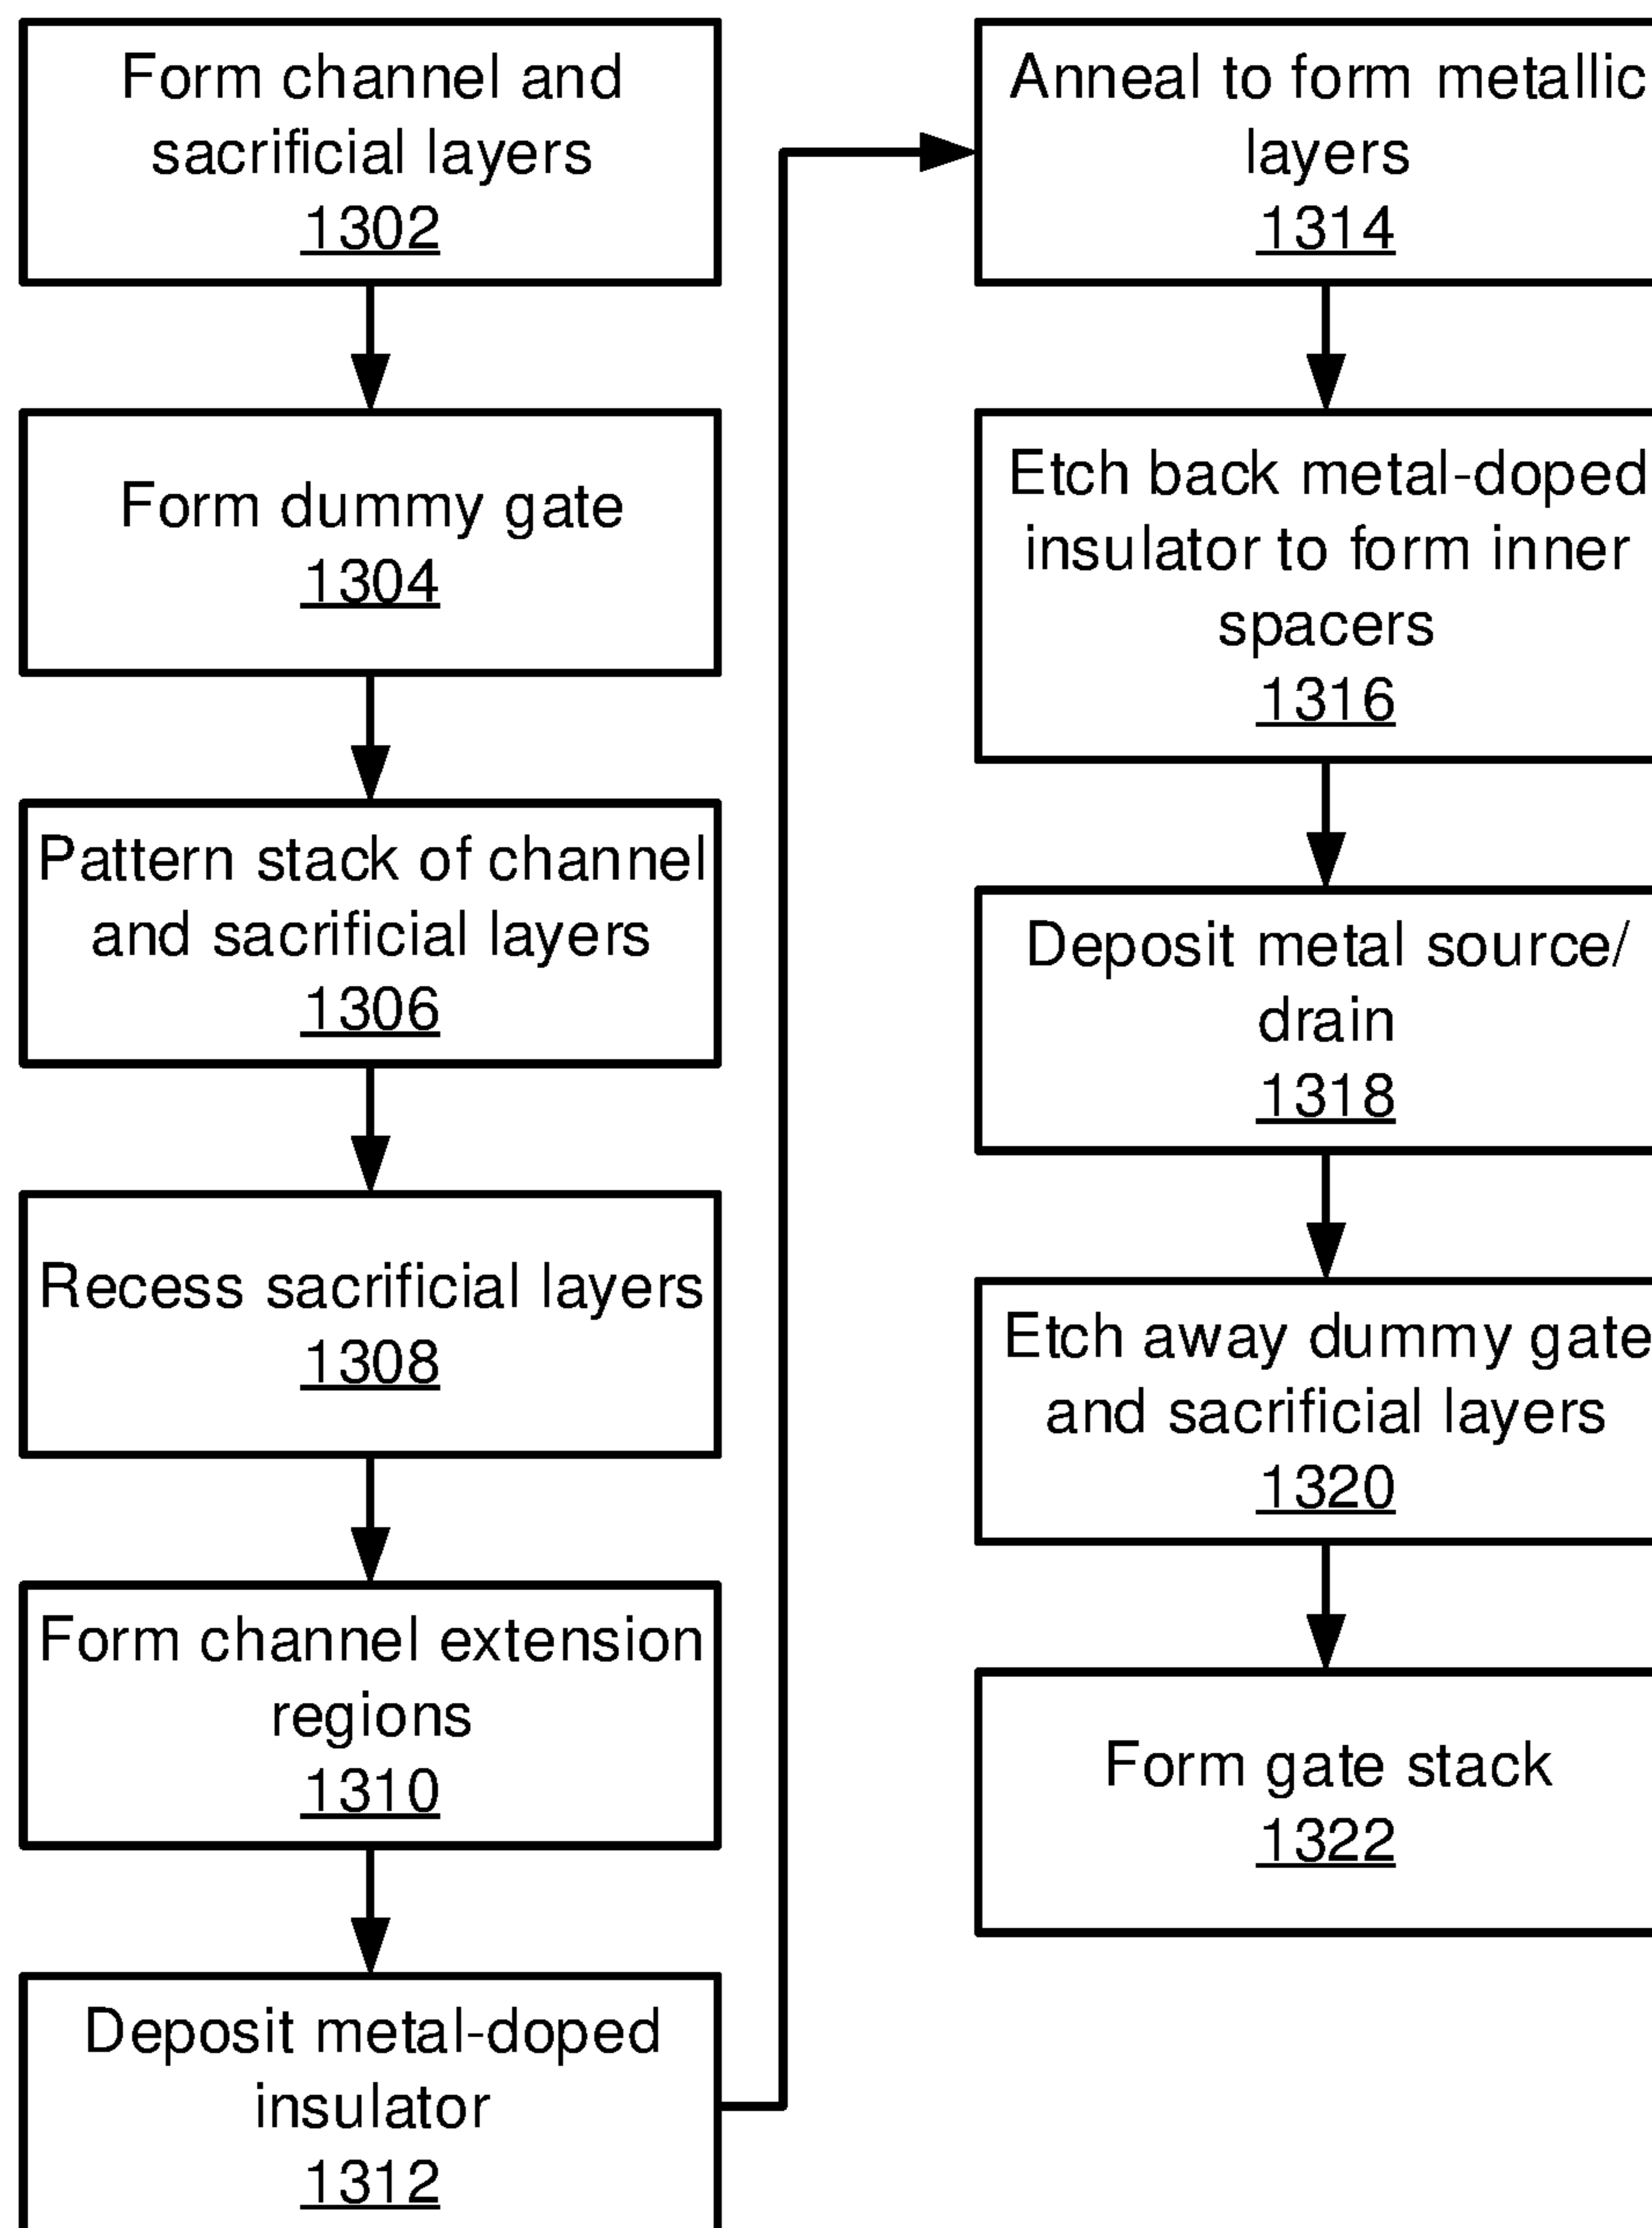 Form channel and
sacrificial layers
1302
Form dummy gate
1304
Pattern stack of channel
and sacrificial layers
1306
Recess sacrificial layers
1308
Form channel extension
regions
1310
Deposit metal-doped
insulator
1312
Anneal to form metallic
layers
1314
Etch back metal-doped
insulator to form inner
spacers
1316
Deposit metal source/
drain
1318
Etch away dummy gate
and sacrificial layers
1320
Form gate stack
1322